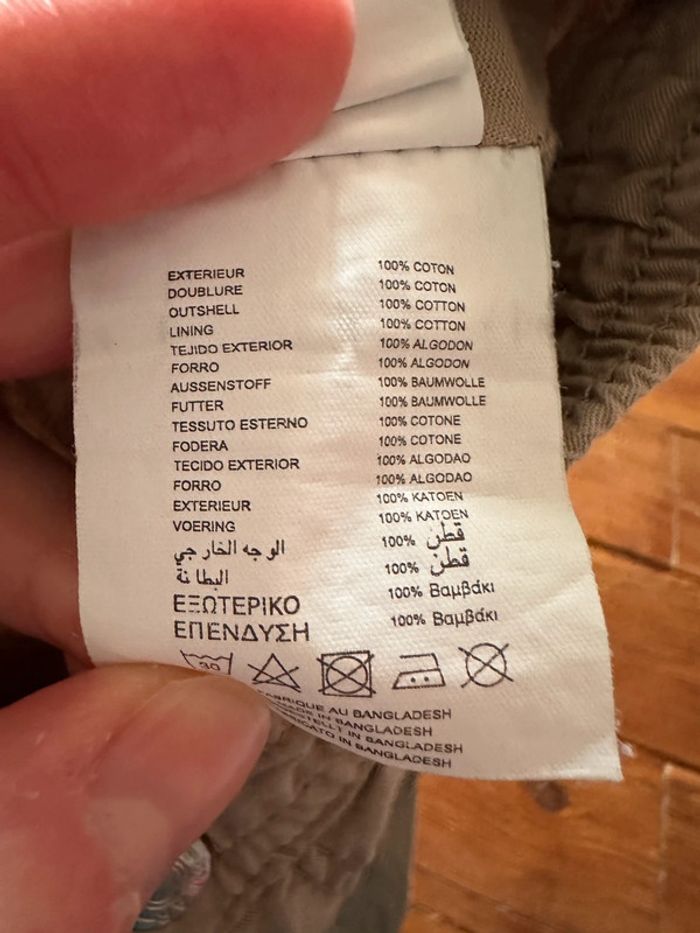 EXTERIEUR 100% COTON
DOUBLURE 100% COTON
OUTSHELL 100% COTTON
LINING 100% COTTON
TEJIDO EXTERIOR 100% ALGODON
FORRO 100% ALGODON
AUSSENSTOFF 100% BAUMWOLLE
FUTTER 100% BAUMWOLLE
TESSUTO ESTERNO 100% COTONE
FODERA 100% COTONE
TECIDO EXTERIOR 100% ALGODAO
FORRO 100% ALGODAO
EXTERIEUR 100% KATOEN
VOERING 100% KATOEN
الوجه الخارجي 100% قطن
البطانة 100% قطن
ΕΞΩΤΕΡΙΚΟ 100% Βαμβάκι
ΕΠΕΝΔΥΣΗ 100% Βαμβάκι
30
AU BANGLADESH
IN BANGLADESH
IN BANGLADESH
IN BANGLADESH